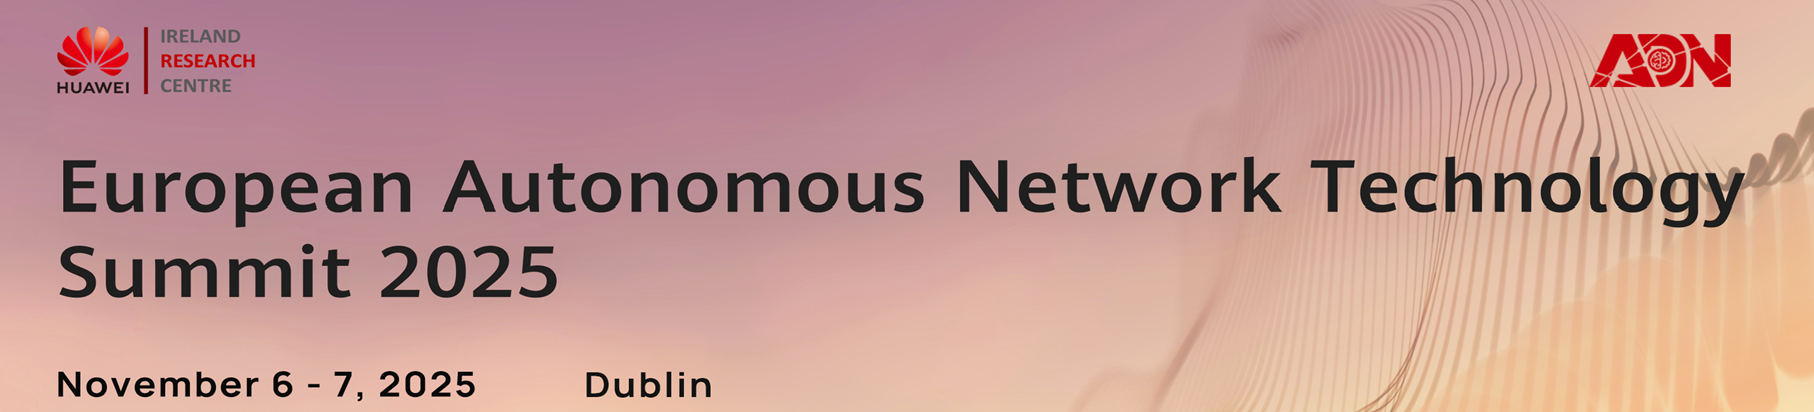 HUAWEI
IRELAND
RESEARCH
CENTRE
ADN
European Autonomous Network Technology
Summit 2025
November 6 - 7, 2025 Dublin